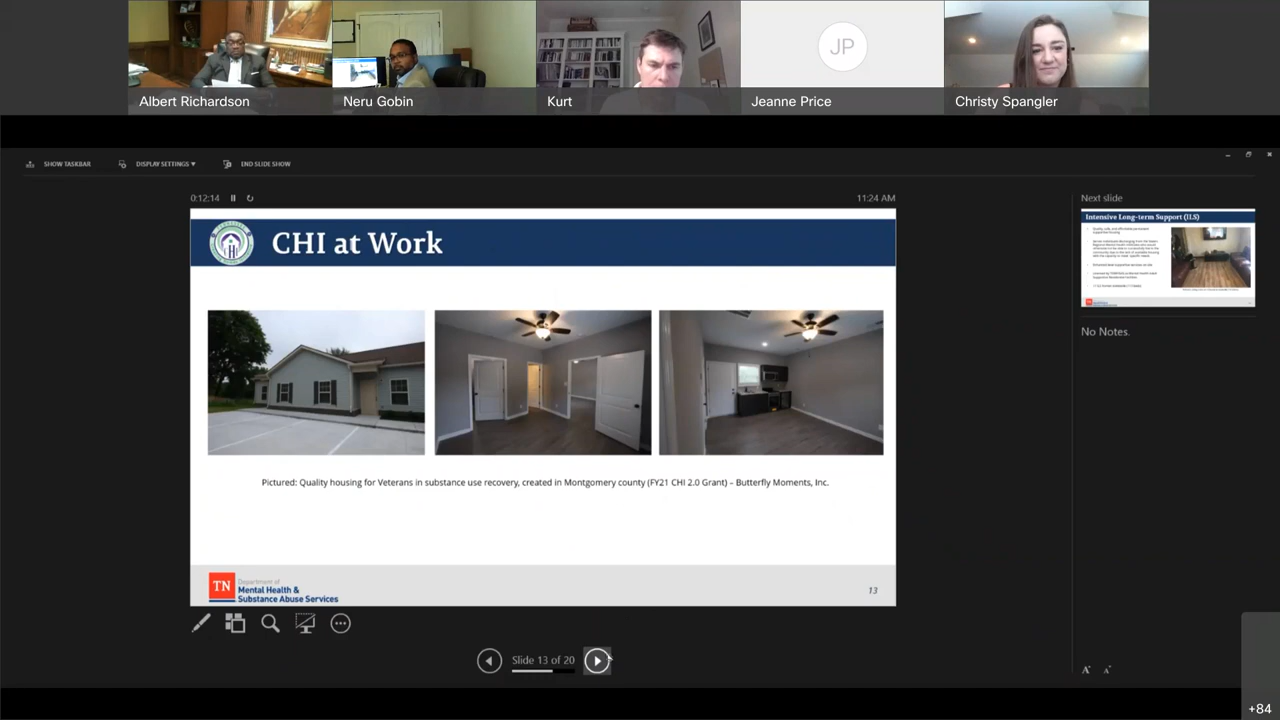 JP
Albert Richardson
Neru Gobin
Kurt
Jeanne Price
Christy Spangler
SHOW TASKBAR
DISPLAY SETTINGS ▾
END SLIDE SHOW
0:12:14
11:24 AM
Next slide
CHI at Work
Intensive Long-term Support (ILS)
No Notes.
Pictured: Quality housing for Veterans in substance use recovery, created in Montgomery county (FY21 CHI 2.0 Grant) – Butterfly Moments, Inc.
TN
Department of
Mental Health &
Substance Abuse Services
13
Slide 13 of 20
A
A
+84